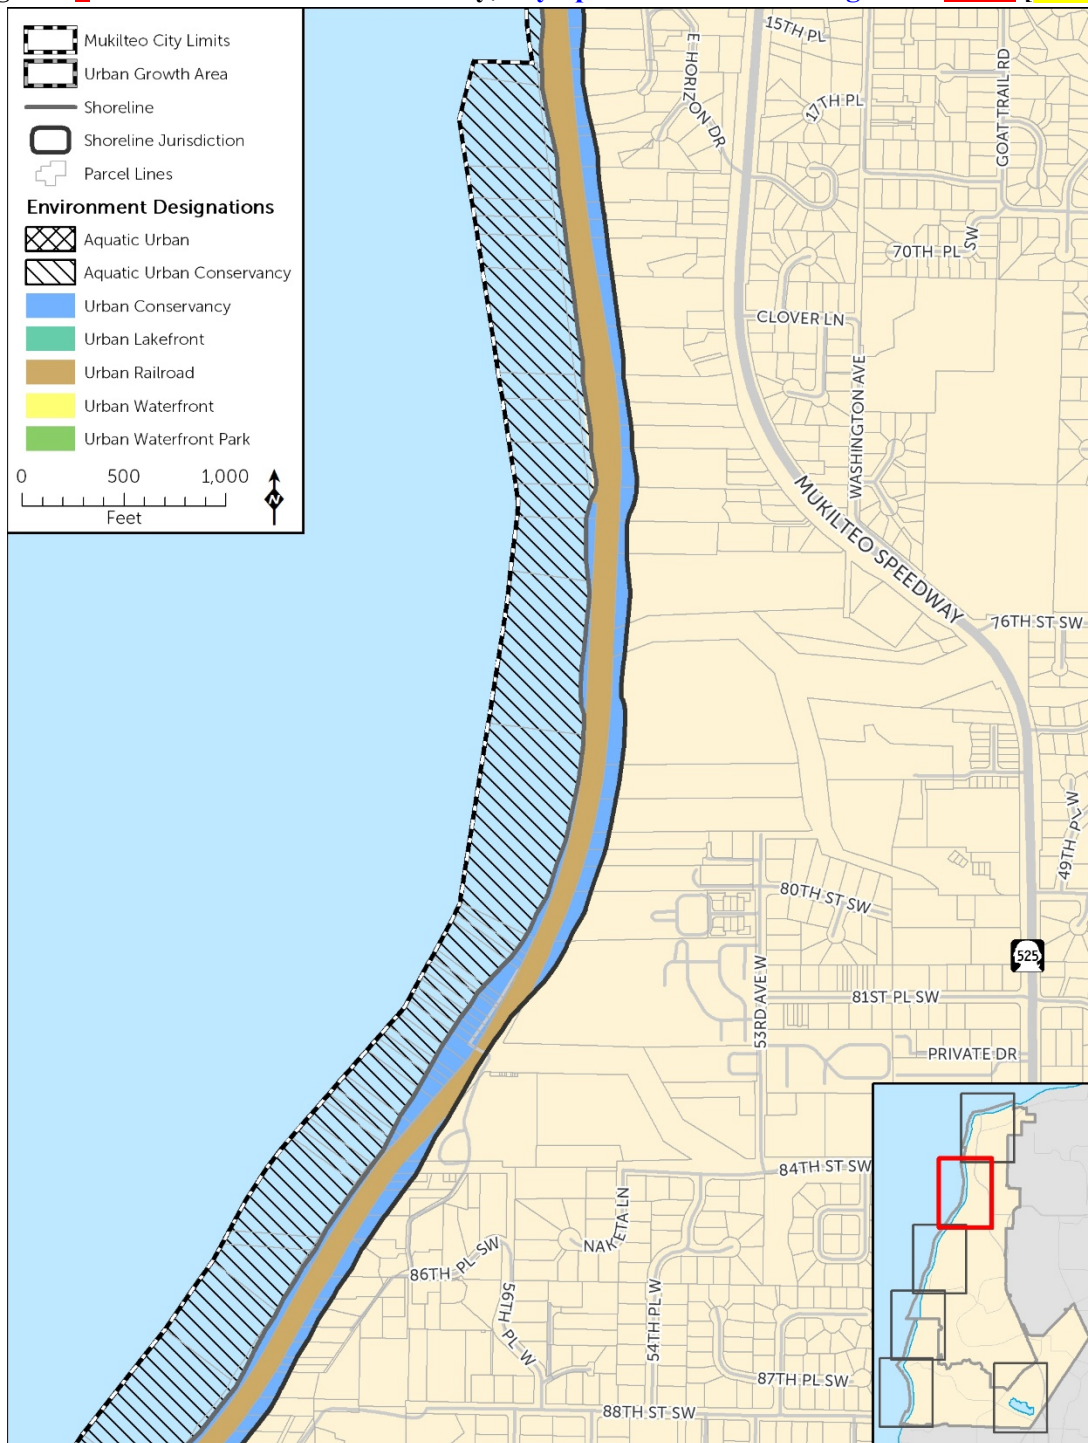 Mukilteo City Limits
Urban Growth Area
Shoreline
Shoreline Jurisdiction
Parcel Lines
Environment Designations
Aquatic Urban
Aquatic Urban Conservancy
Urban Conservancy
Urban Lakefront
Urban Railroad
Urban Waterfront
Urban Waterfront Park
0 500 1,000
Feet
N
15TH PL
E HORIZON DR
17TH PL
GOAT TRAIL RD
70TH PL SW
CLOVER LN
WASHINGTON AVE
MUKILTEO SPEEDWAY
76TH ST SW
49TH PL W
80TH ST SW
525
53RD AVE W
81ST PL SW
PRIVATE DR
84TH ST SW
NAKETA LN
86TH PL SW
56TH PL W
54TH PL W
87TH PL SW
88TH ST SW